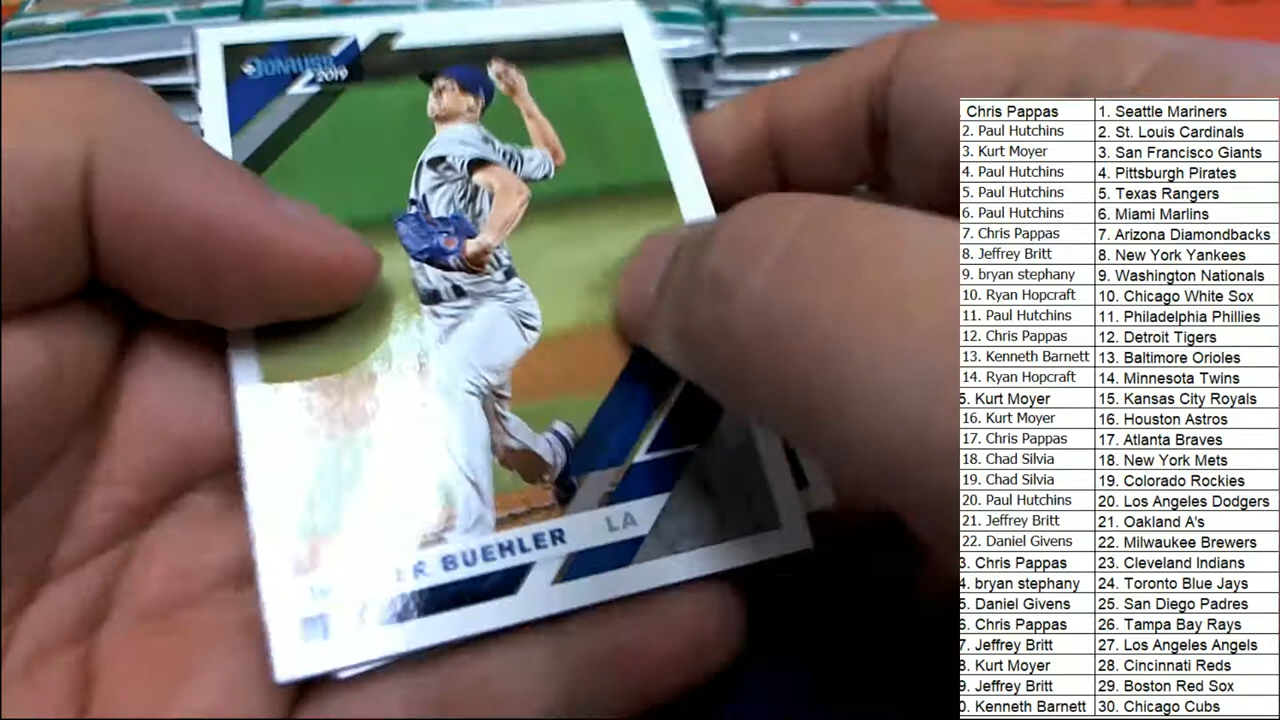 DONRUSS
2019
R BUEHLER LA
. Chris Pappas 1. Seattle Mariners
2. Paul Hutchins 2. St. Louis Cardinals
3. Kurt Moyer 3. San Francisco Giants
4. Paul Hutchins 4. Pittsburgh Pirates
5. Paul Hutchins 5. Texas Rangers
6. Paul Hutchins 6. Miami Marlins
7. Chris Pappas 7. Arizona Diamondbacks
8. Jeffrey Britt 8. New York Yankees
9. bryan stephany 9. Washington Nationals
10. Ryan Hopcraft 10. Chicago White Sox
11. Paul Hutchins 11. Philadelphia Phillies
12. Chris Pappas 12. Detroit Tigers
13. Kenneth Barnett 13. Baltimore Orioles
14. Ryan Hopcraft 14. Minnesota Twins
5. Kurt Moyer 15. Kansas City Royals
16. Kurt Moyer 16. Houston Astros
17. Chris Pappas 17. Atlanta Braves
18. Chad Silvia 18. New York Mets
19. Chad Silvia 19. Colorado Rockies
20. Paul Hutchins 20. Los Angeles Dodgers
21. Jeffrey Britt 21. Oakland A's
22. Daniel Givens 22. Milwaukee Brewers
3. Chris Pappas 23. Cleveland Indians
4. bryan stephany 24. Toronto Blue Jays
5. Daniel Givens 25. San Diego Padres
6. Chris Pappas 26. Tampa Bay Rays
7. Jeffrey Britt 27. Los Angeles Angels
8. Kurt Moyer 28. Cincinnati Reds
9. Jeffrey Britt 29. Boston Red Sox
0. Kenneth Barnett 30. Chicago Cubs